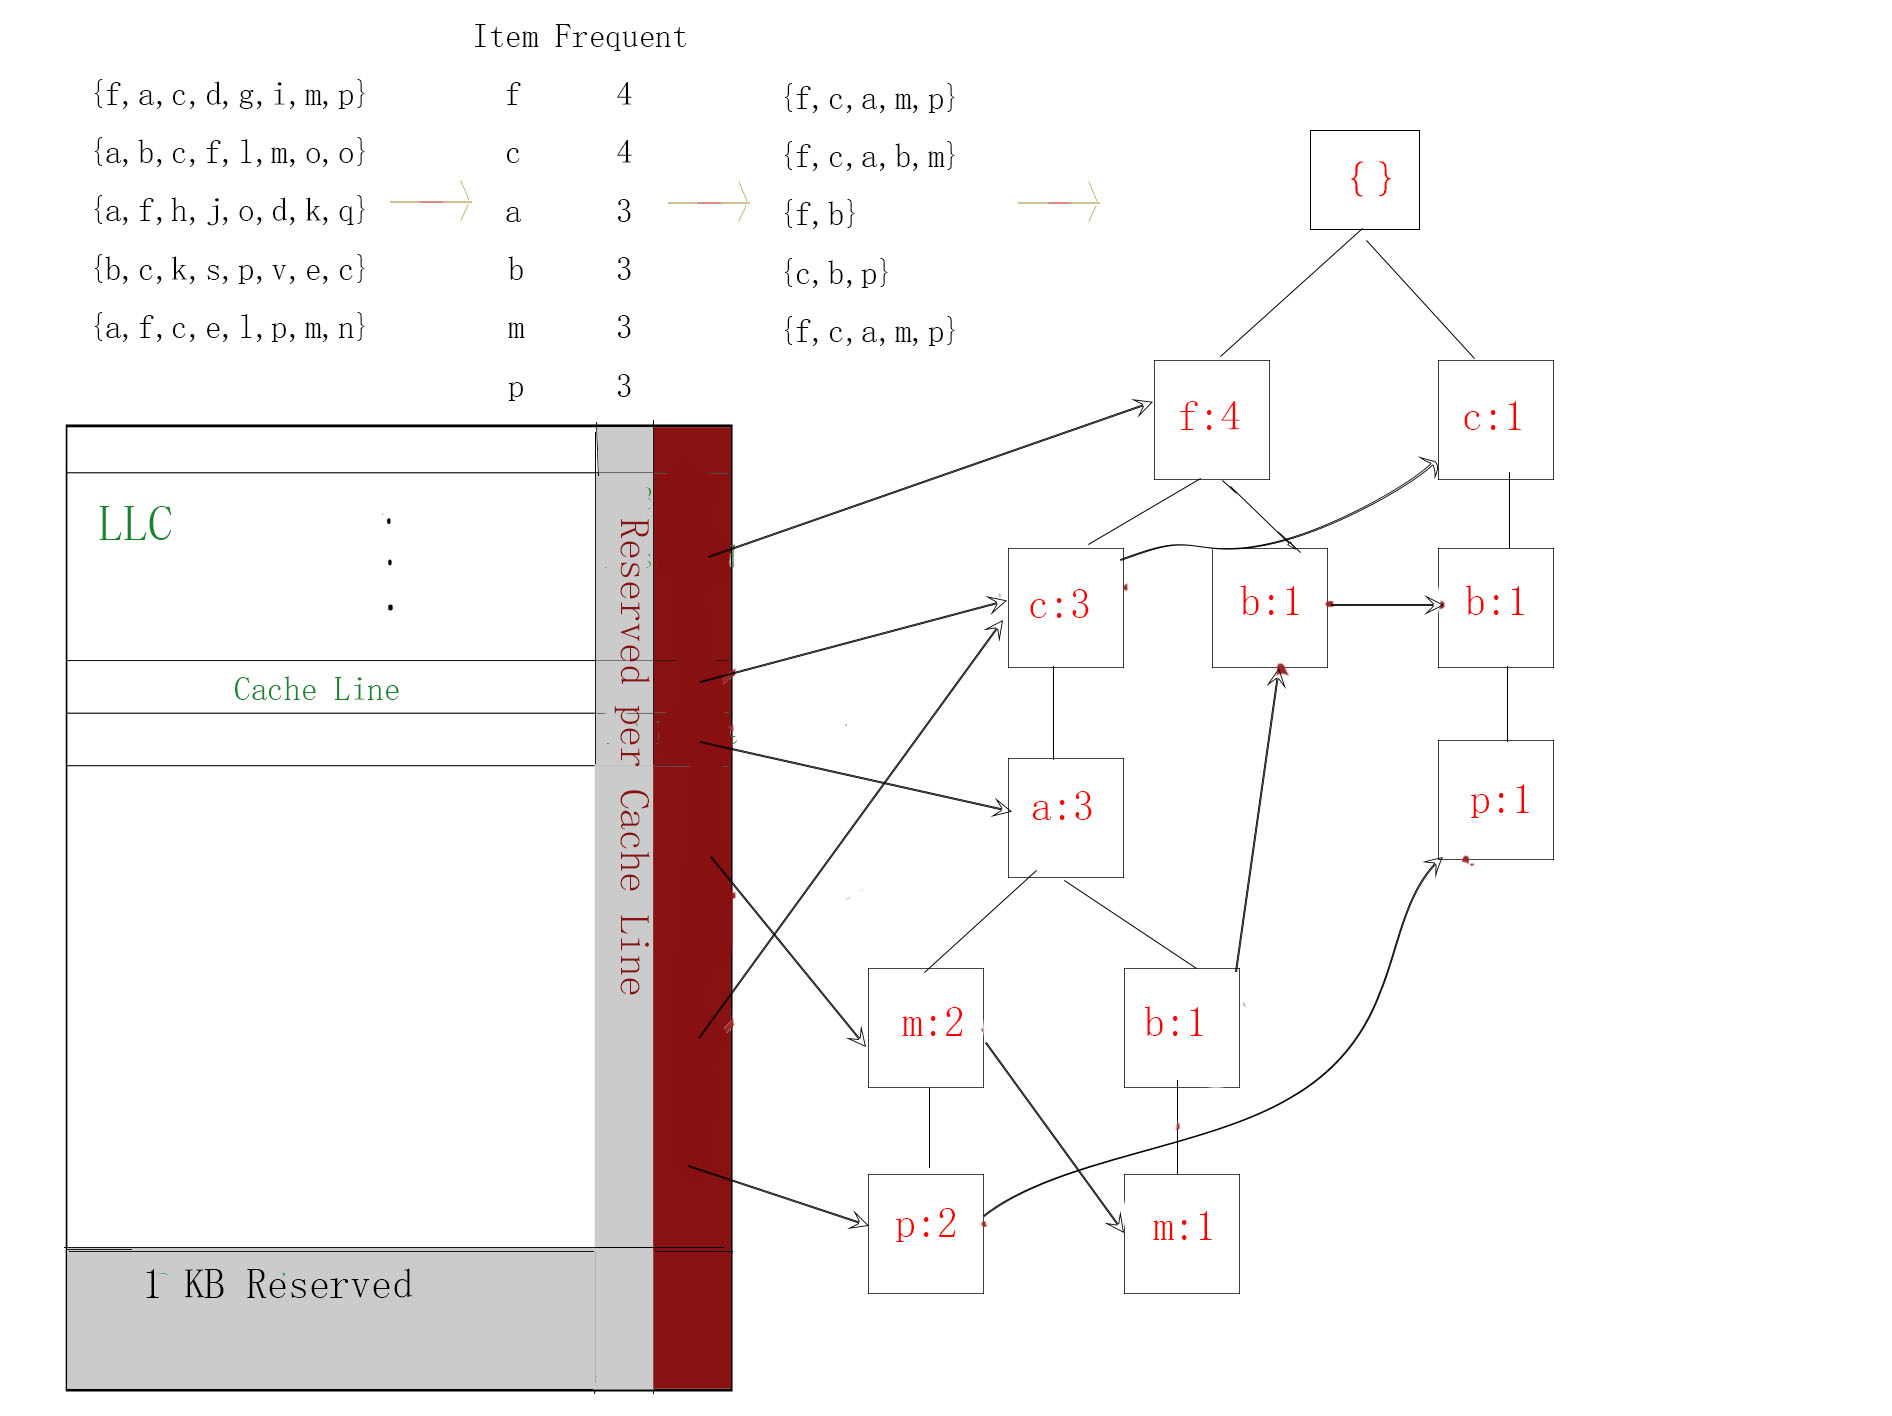 Item Frequent
{f,a,c,d,g,i,m,p}
{a,b,c,f,l,m,o,o}
{a,f,h,j,o,d,k,q}
{b,c,k,s,p,v,e,c}
{a,f,c,e,l,p,m,n}
f 4
c 4
a 3
b 3
m 3
p 3
{f,c,a,m,p}
{f,c,a,b,m}
{f,b}
{c,b,p}
{f,c,a,m,p}
{ }
f:4
c:1
c:3
b:1
b:1
a:3
p:1
m:2
b:1
p:2
m:1
LLC
Cache Line
Reserved per Cache Line
1 KB Reserved